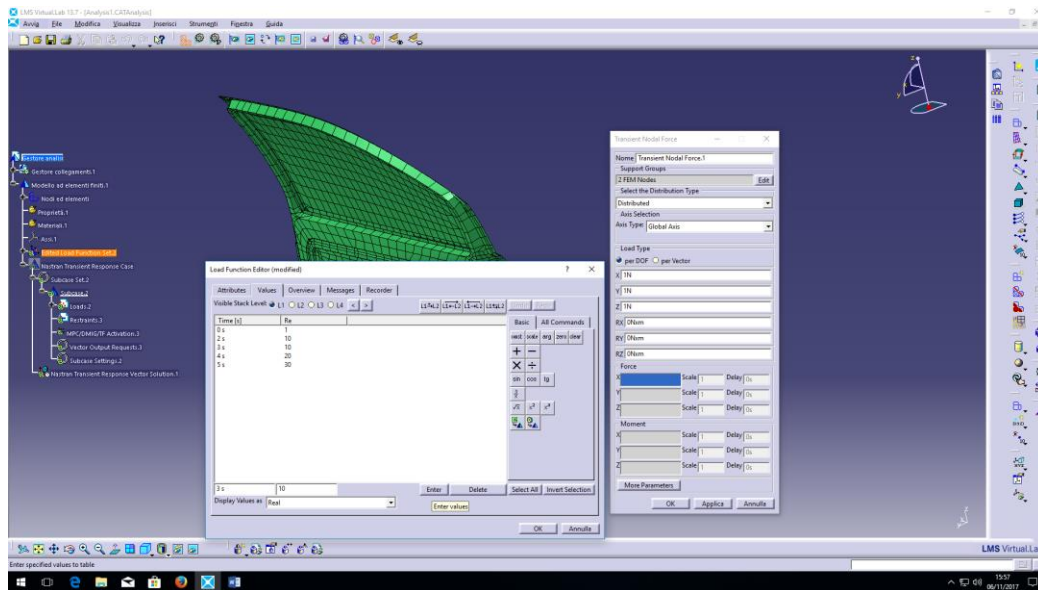 LMS Virtual.Lab 13.7 - [Analysis1.CATAnalysis]
Avvia File Modifica Visualizza Inserisci Strumenti Finestra Guida
Gestore analisi
Gestore collegamenti.1
Modello ad elementi finiti.1
Nodi ed elementi
Proprietà.1
Materiali.1
Assi.1
Edited Load Function Set.2
Nastran Transient Response Case
Subcase Set.2
Subcase.2
Loads.2
Restraints.3
MPC/DMIG/TF Activation.3
Vector Output Requests.3
Subcase Settings.2
Nastran Transient Response Vector Solution.1
Load Function Editor (modified)
Attributes Values Overview Messages Recorder
Visible Stack Level: L1 L2 L3 L4 < >
Time [s] Re
0 s 1
2 s 10
3 s 10
4 s 20
5 s 30
Basic All Commands
arg zero clear
sin cos lg
3 s 10 Enter Delete Select All Invert Selection
Display Values as Real
Enter values
OK Annulla
Transient Nodal Force
Name Transient Nodal Force.1
Support Groups
2 FEM Nodes Edit
Select the Distribution Type
Distributed
Axis Selection
Axis Type: Global Axis
Load Type
per DOF per Vector
X 1N
Y 1N
Z 1N
RX 0Nxm
RY 0Nxm
RZ 0Nxm
Force
X Scale 1 Delay 0s
Y Scale 1 Delay 0s
Z Scale 1 Delay 0s
Moment
X Scale 1 Delay 0s
Y Scale 1 Delay 0s
Z Scale 1 Delay 0s
More Parameters
OK Applica Annulla
LMS Virtual.La
Enter specified values to table
15:57
06/11/2017